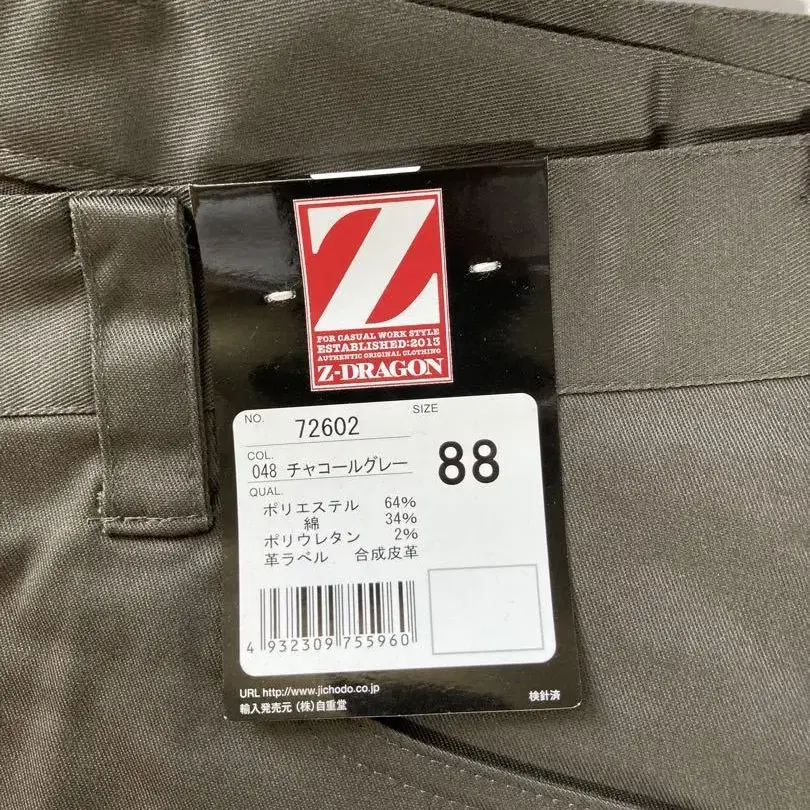 Z
FOR CASUAL WORK STYLE
ESTABLISHED:2013
AUTHENTIC ORIGINAL CLOTHING
Z-DRAGON
NO. 72602
SIZE 88
COL. 048 チャコールグレー
QUAL.
ポリエステル 64%
綿 34%
ポリウレタン 2%
革ラベル 合成皮革
4 932309 755960
URL http://www.jichodo.co.jp
輸入発売元 (株)自重堂
検針済